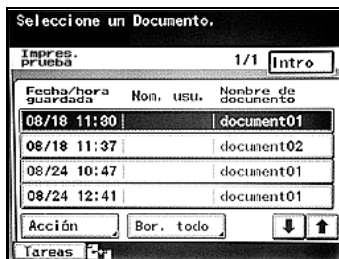 Seleccione un Documento.
Impres.
prueba
1/1 Intro
Fecha/hora
guardada
Nom. usu.
Nombre de
documento
08/18 11:30 document01
08/18 11:37 document02
08/24 10:47 document01
08/24 12:41 document01
Acción Bor. todo
Tareas